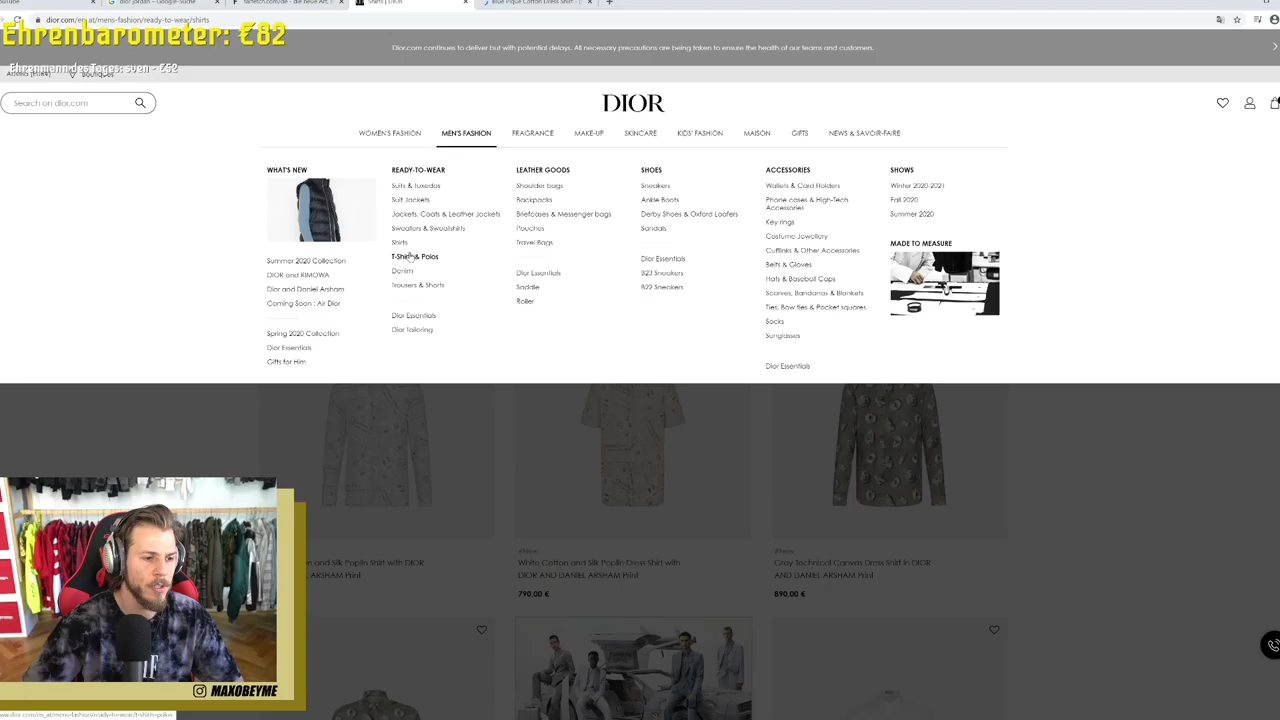 dior jordan - Google-Suche
farfetch.com/de - die neue Art,
Shirts | DIOR
Blue Pique Cotton Dress Shirt -
dior.com/en_at/mens-fashion/ready-to-wear/shirts
Ehrenbarometer: €82
Dior.com continues to deliver but with potential delays. All necessary precautions are being taken to ensure the health of our teams and customers.
Ehrenmann des Tages: sven - €52
Boutiques
Search on dior.com
DIOR
WOMEN'S FASHION
MEN'S FASHION
FRAGRANCE
MAKE-UP
SKINCARE
KIDS' FASHION
MAISON
GIFTS
NEWS & SAVOIR-FAIRE
WHAT'S NEW
Summer 2020 Collection
DIOR and RIMOWA
Dior and Daniel Arsham
Coming Soon : Air Dior
Spring 2020 Collection
Dior Essentials
Gifts for Him
READY-TO-WEAR
Suits & Tuxedos
Suit Jackets
Jackets, Coats & Leather Jackets
Sweaters & Sweatshirts
Shirts
T-Shirts & Polos
Denim
Trousers & Shorts
Dior Essentials
Dior Tailoring
LEATHER GOODS
Shoulder bags
Backpacks
Briefcases & Messenger bags
Pouches
Travel Bags
Dior Essentials
Saddle
Roller
SHOES
Sneakers
Ankle Boots
Derby Shoes & Oxford Loafers
Sandals
Dior Essentials
B23 Sneakers
B22 Sneakers
ACCESSORIES
Wallets & Card Holders
Phone cases & High-Tech
Accessories
Key rings
Costume Jewellery
Cufflinks & Other Accessories
Belts & Gloves
Hats & Baseball Caps
Scarves, Bandanas & Blankets
Ties, Bow ties & Pocket squares
Socks
Sunglasses
Dior Essentials
SHOWS
Winter 2020-2021
Fall 2020
Summer 2020
MADE TO MEASURE
and Silk Poplin Shirt with DIOR
ARSHAM Print
#New
White Cotton and Silk Poplin Dress Shirt with
DIOR AND DANIEL ARSHAM Print
790,00 €
#New
Gray Technical Canvas Dress Shirt in DIOR
AND DANIEL ARSHAM Print
890,00 €
MAXOBEYME
ww.dior.com/en_at/mens-fashion/ready-to-wear/t-shirts-polos